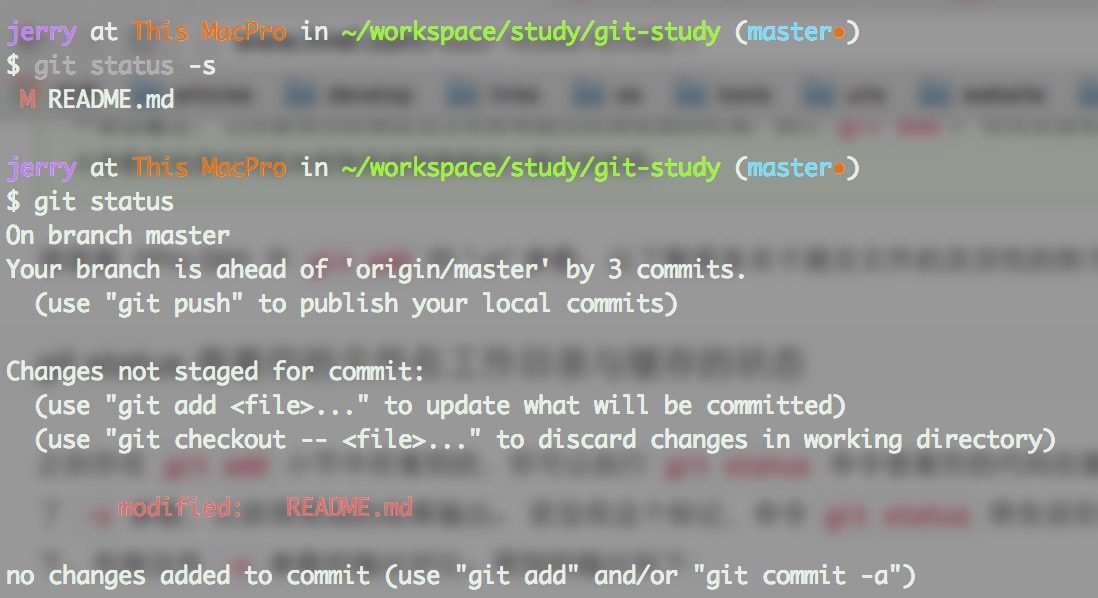 jerry at This MacPro in ~/workspace/study/git-study (master•)
$ git status -s
 M README.md
jerry at This MacPro in ~/workspace/study/git-study (master•)
$ git status
On branch master
Your branch is ahead of 'origin/master' by 3 commits.
  (use "git push" to publish your local commits)
Changes not staged for commit:
  (use "git add <file>..." to update what will be committed)
  (use "git checkout -- <file>..." to discard changes in working directory)
        modified:   README.md
no changes added to commit (use "git add" and/or "git commit -a")